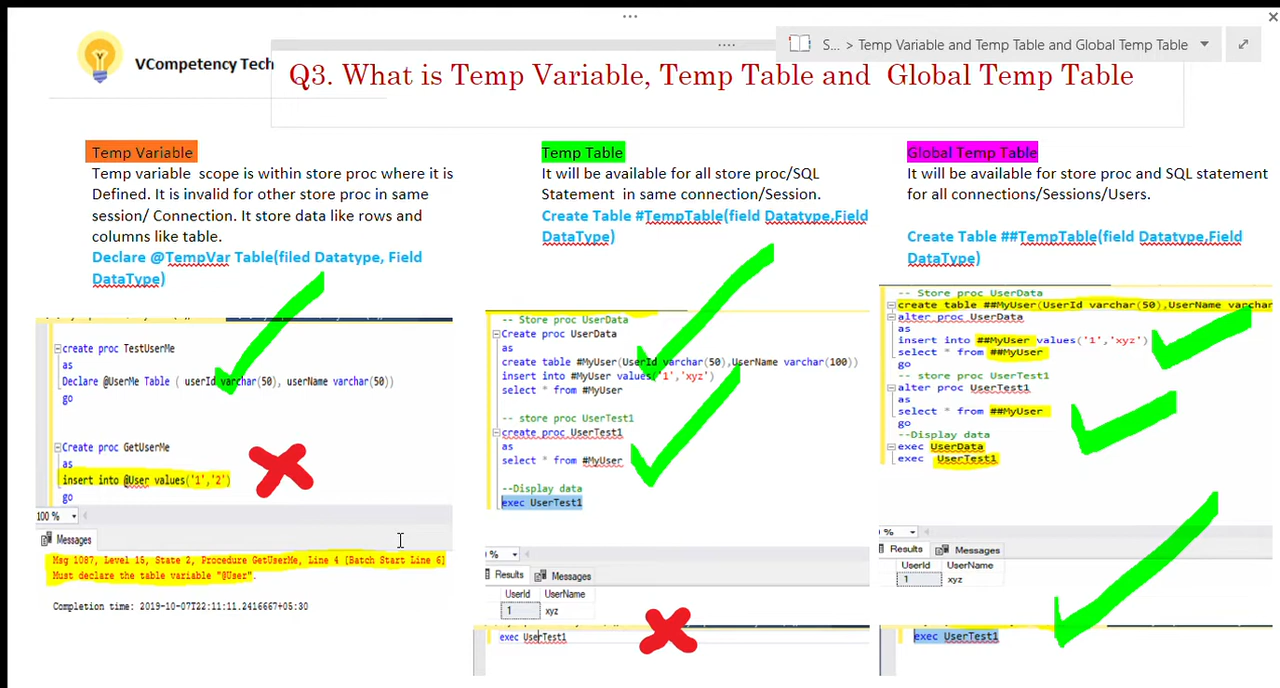 VCompetency Tech
S... > Temp Variable and Temp Table and Global Temp Table
Q3. What is Temp Variable, Temp Table and Global Temp Table
Temp Variable
Temp variable scope is within store proc where it is
Defined. It is invalid for other store proc in same
session/ Connection. It store data like rows and
columns like table.
Declare @TempVar Table(filed Datatype, Field
DataType)
create proc TestUserMe
as
Declare @UserMe Table ( userId varchar(50), userName varchar(50))
go
Create proc GetUserMe
as
insert into @User values('1','2')
go
100 %
Messages
Msg 1087, Level 15, State 2, Procedure GetUserMe, Line 4 [Batch Start Line 6]
Must declare the table variable "@User".
Completion time: 2019-10-07T22:11:11.2416667+05:30
Temp Table
It will be available for all store proc/SQL
Statement in same connection/Session.
Create Table #TempTable(field Datatype,Field
DataType)
-- Store proc UserData
Create proc UserData
as
create table #MyUser(UserId varchar(50),UserName varchar(100))
insert into #MyUser values('1','xyz')
select * from #MyUser
-- store proc UserTest1
create proc UserTest1
as
select * from #MyUser
--Display data
exec UserTest1
%
Results Messages
UserId UserName
1 xyz
exec UserTest1
Global Temp Table
It will be available for store proc and SQL statement
for all connections/Sessions/Users.
Create Table ##TempTable(field Datatype,Field
DataType)
-- Store proc UserData
create table ##MyUser(UserId varchar(50),UserName varchar
alter proc UserData
as
insert into ##MyUser values('1','xyz')
select * from ##MyUser
go
-- store proc UserTest1
alter proc UserTest1
as
select * from ##MyUser
go
--Display data
exec UserData
exec UserTest1
%
Results Messages
UserId UserName
1 xyz
exec UserTest1